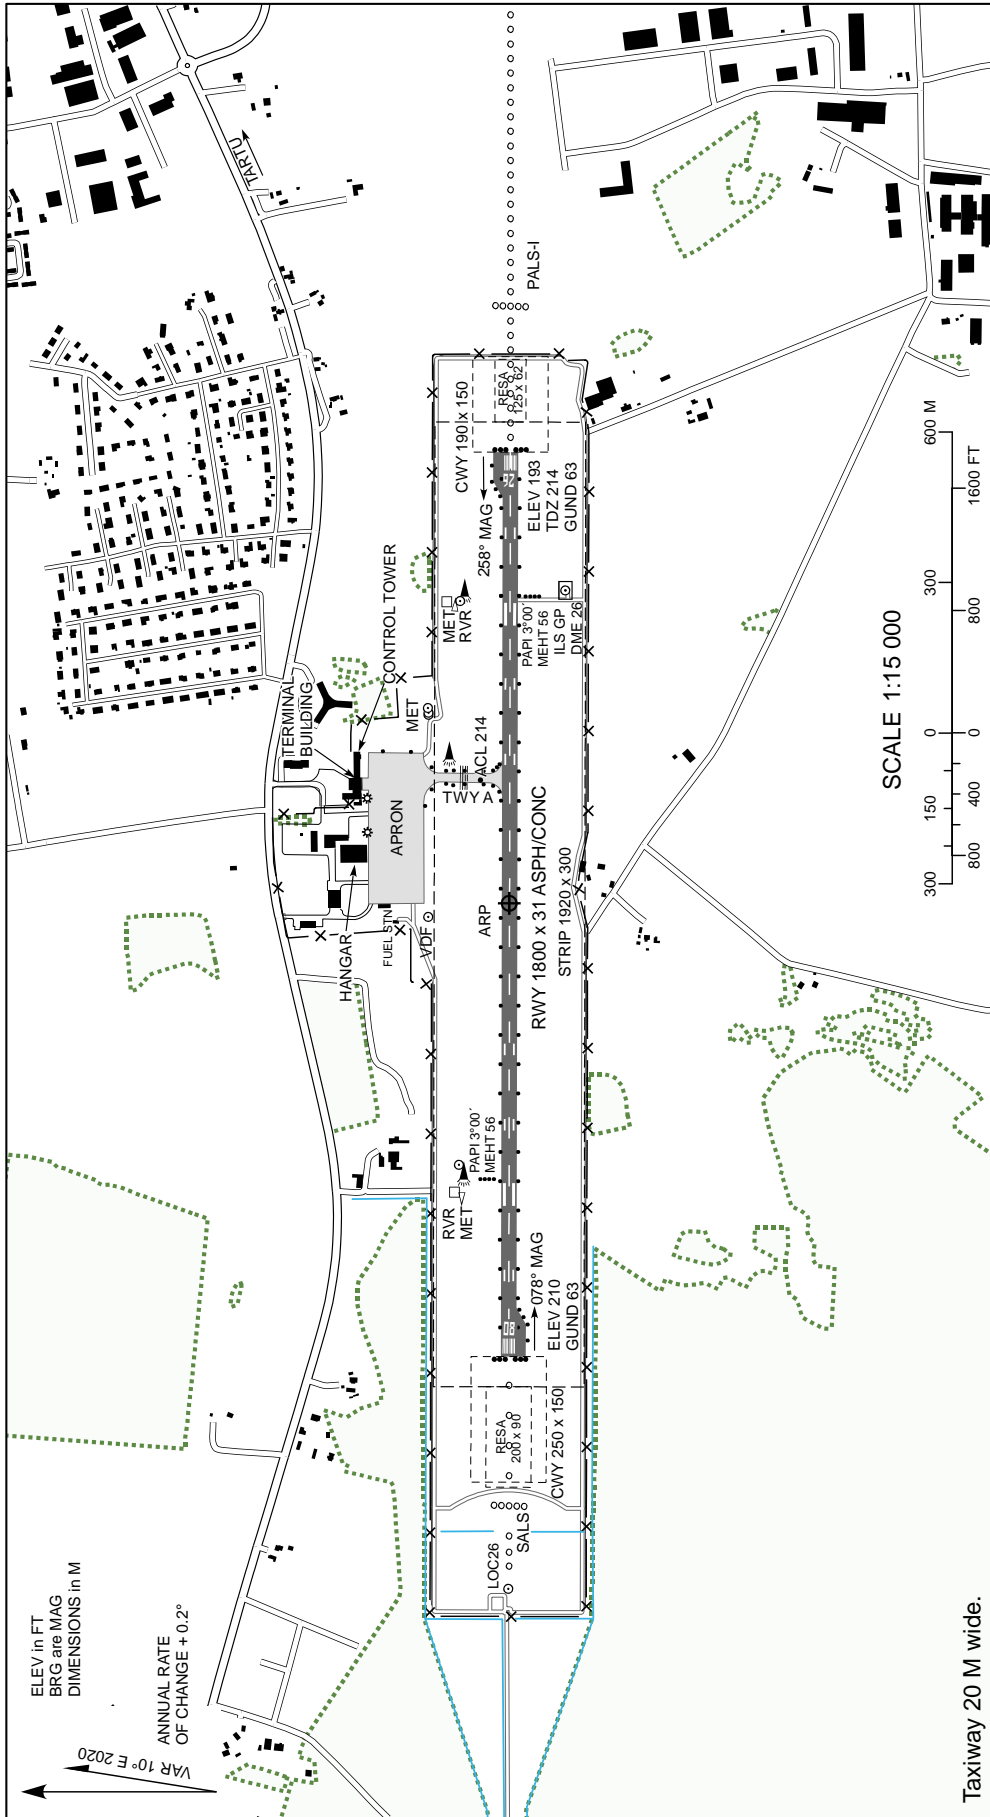 ELEV in FT
BRG are MAG
DIMENSIONS in M
ANNUAL RATE
OF CHANGE + 0.2°
VAR 10° E 2020
TARTU
TERMINAL
BUILDING
CONTROL TOWER
HANGAR
FUEL STN
APRON
VDF
MET
MET
RVR
TWY A
ACL 214
RVR
MET
PAPI 3°00´
MEHT 56
LOC26
SALS
RESA
200 x 90
CWY 250 x 150
08
078° MAG
ELEV 210
GUND 63
ARP
RWY 1800 x 31 ASPH/CONC
STRIP 1920 x 300
PAPI 3°00´
MEHT 56
ILS GP
DME 26
258° MAG
26
ELEV 193
TDZ 214
GUND 63
CWY 190 x 150
RESA
125 x 62
PALS-I
SCALE 1:15 000
300 150 0 300 600 M
800 400 0 800 1600 FT
Taxiway 20 M wide.